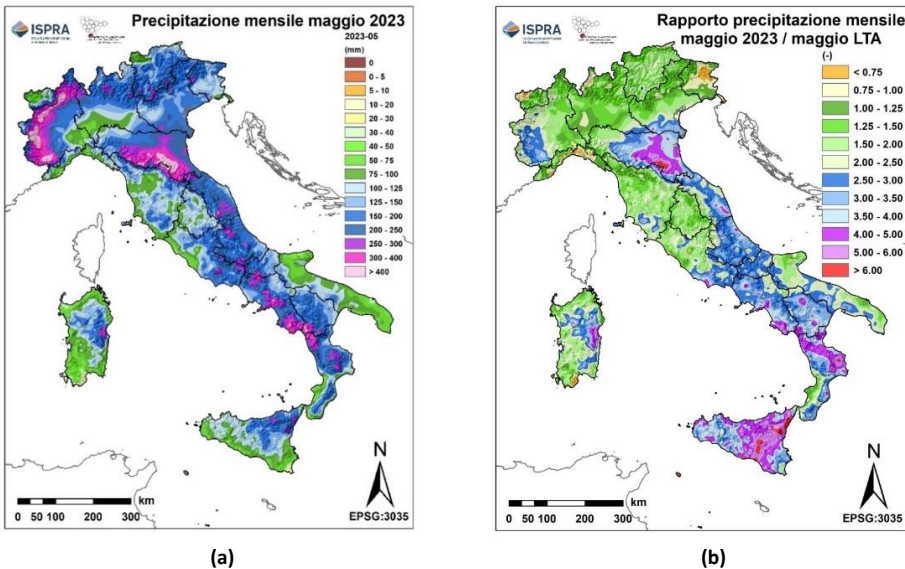 ISPRA
Precipitazione mensile maggio 2023
2023-05
(mm)
0
0 - 5
5 - 10
10 - 20
20 - 30
30 - 40
40 - 50
50 - 75
75 - 100
100 - 125
125 - 150
150 - 200
200 - 250
250 - 300
300 - 400
> 400
N
km
0 50 100 200 300
EPSG:3035
(a)
ISPRA
Rapporto precipitazione mensile
maggio 2023 / maggio LTA
(-)
< 0.75
0.75 - 1.00
1.00 - 1.25
1.25 - 1.50
1.50 - 2.00
2.00 - 2.50
2.50 - 3.00
3.00 - 3.50
3.50 - 4.00
4.00 - 5.00
5.00 - 6.00
> 6.00
N
km
0 50 100 200 300
EPSG:3035
(b)